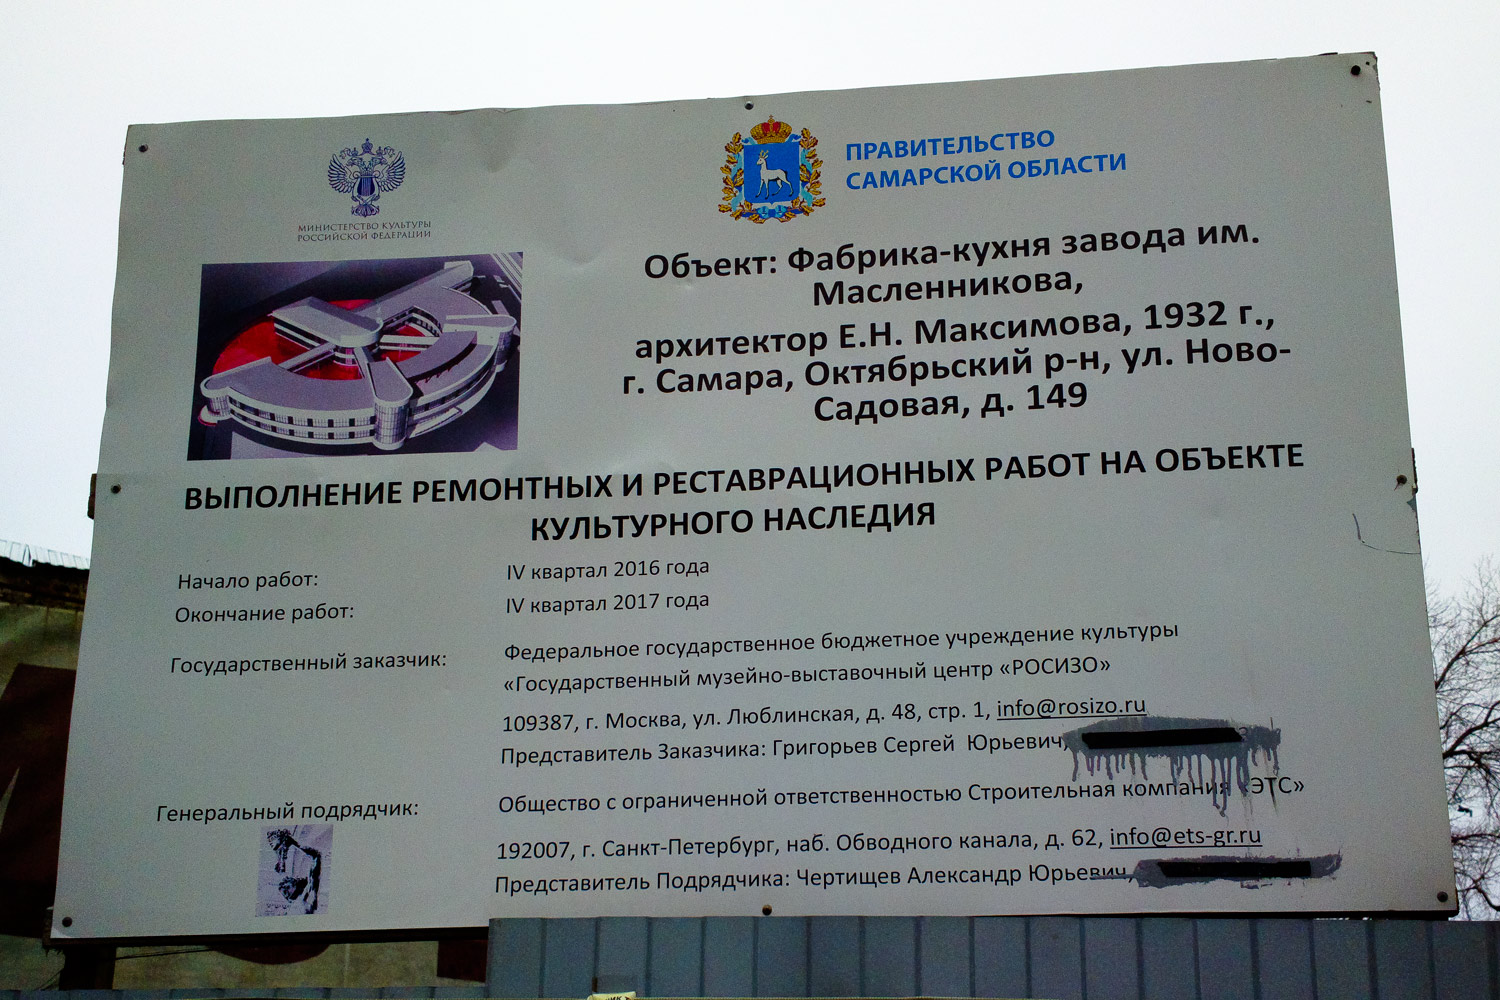 МИНИСТЕРСТВО КУЛЬТУРЫ
РОССИЙСКОЙ ФЕДЕРАЦИИ
ПРАВИТЕЛЬСТВО
САМАРСКОЙ ОБЛАСТИ
Объект: Фабрика-кухня завода им.
Масленникова,
архитектор Е.Н. Максимова, 1932 г.,
г. Самара, Октябрьский р-н, ул. Ново-
Садовая, д. 149
ВЫПОЛНЕНИЕ РЕМОНТНЫХ И РЕСТАВРАЦИОННЫХ РАБОТ НА ОБЪЕКТЕ
КУЛЬТУРНОГО НАСЛЕДИЯ
Начало работ: IV квартал 2016 года
Окончание работ: IV квартал 2017 года
Государственный заказчик: Федеральное государственное бюджетное учреждение культуры
«Государственный музейно-выставочный центр «РОСИЗО»
109387, г. Москва, ул. Люблинская, д. 48, стр. 1, info@rosizo.ru
Представитель Заказчика: Григорьев Сергей Юрьевич,
Генеральный подрядчик: Общество с ограниченной ответственностью Строительная компания «ЭТС»
192007, г. Санкт-Петербург, наб. Обводного канала, д. 62, info@ets-gr.ru
Представитель Подрядчика: Чертищев Александр Юрьевич,